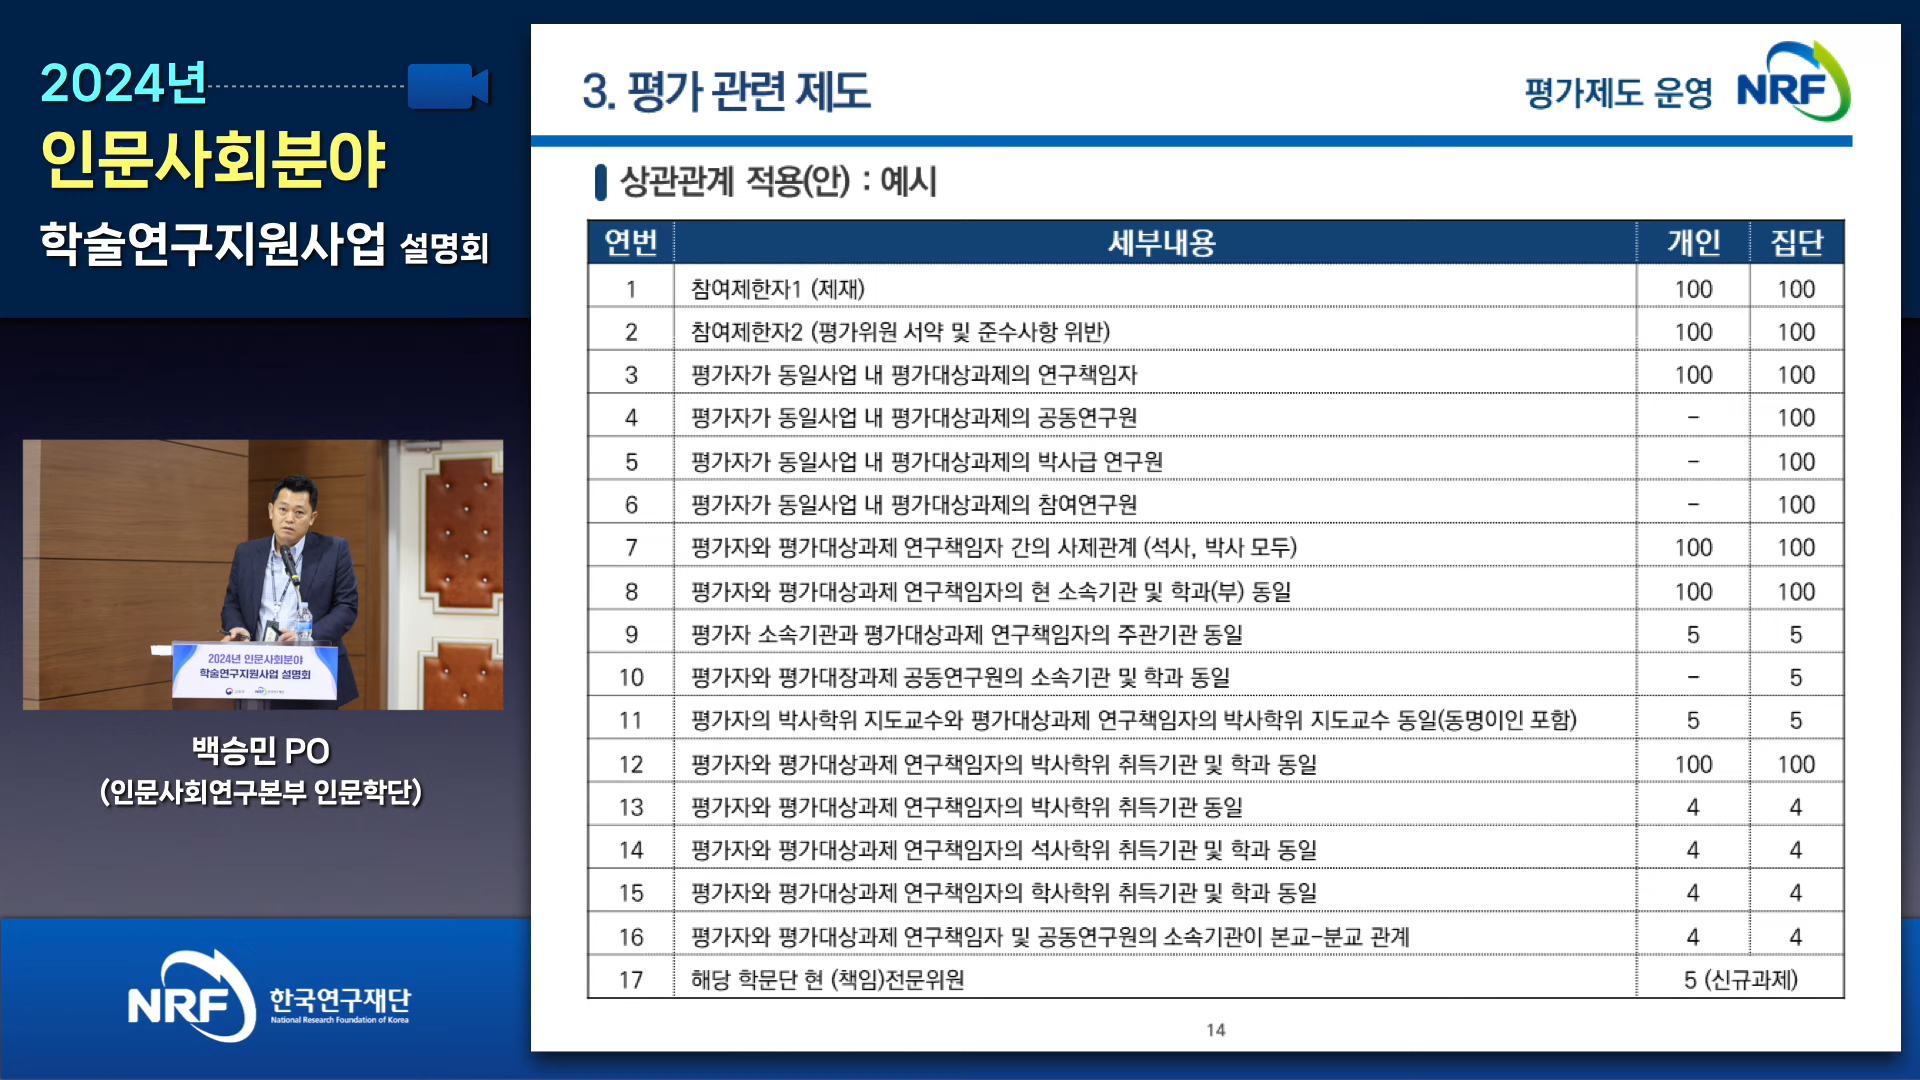 2024년
인문사회분야
학술연구지원사업 설명회
2024년 인문사회분야
학술연구지원사업 설명회
백승민 PO
(인문사회연구본부 인문학단)
NRF 한국연구재단
National Research Foundation of Korea
3. 평가 관련 제도
평가제도 운영 NRF
상관관계 적용(안) : 예시
연번 세부내용 개인 집단
1 참여제한자1 (제재) 100 100
2 참여제한자2 (평가위원 서약 및 준수사항 위반) 100 100
3 평가자가 동일사업 내 평가대상과제의 연구책임자 100 100
4 평가자가 동일사업 내 평가대상과제의 공동연구원 – 100
5 평가자가 동일사업 내 평가대상과제의 박사급 연구원 – 100
6 평가자가 동일사업 내 평가대상과제의 참여연구원 – 100
7 평가자와 평가대상과제 연구책임자 간의 사제관계 (석사, 박사 모두) 100 100
8 평가자와 평가대상과제 연구책임자의 현 소속기관 및 학과(부) 동일 100 100
9 평가자 소속기관과 평가대상과제 연구책임자의 주관기관 동일 5 5
10 평가자와 평가대장과제 공동연구원의 소속기관 및 학과 동일 – 5
11 평가자의 박사학위 지도교수와 평가대상과제 연구책임자의 박사학위 지도교수 동일(동명이인 포함) 5 5
12 평가자와 평가대상과제 연구책임자의 박사학위 취득기관 및 학과 동일 100 100
13 평가자와 평가대상과제 연구책임자의 박사학위 취득기관 동일 4 4
14 평가자와 평가대상과제 연구책임자의 석사학위 취득기관 및 학과 동일 4 4
15 평가자와 평가대상과제 연구책임자의 학사학위 취득기관 및 학과 동일 4 4
16 평가자와 평가대상과제 연구책임자 및 공동연구원의 소속기관이 본교-분교 관계 4 4
17 해당 학문단 현 (책임)전문위원 5 (신규과제)
14